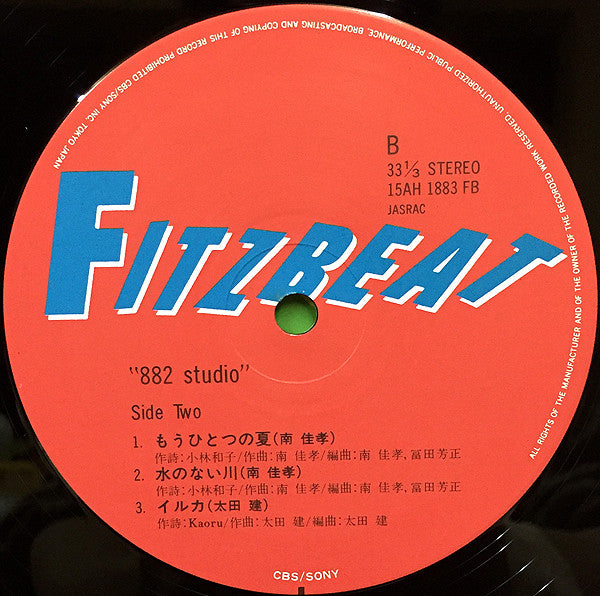 UNAUTHORIZED PUBLIC PERFORMANCE, BROADCASTING AND COPYING OF THIS RECORD PROHIBITED CBS/SONY INC. TOKYO JAPAN
B
33 1/3 STEREO
15AH 1883 FB
JASRAC
FITZBEAT
"882 studio"
Side Two
1. もうひとつの夏(南 佳孝)
作詩:小林和子/作曲:南 佳孝/編曲:南 佳孝,冨田芳正
2. 水のない川(南 佳孝)
作詩:小林和子/作曲:南 佳孝/編曲:南 佳孝,冨田芳正
3. イルカ(太田 建)
作詩:Kaoru/作曲:太田 建/編曲:太田 建
ALL RIGHTS OF THE MANUFACTURER AND OF THE OWNER OF THE RECORDED WORK RESERVED.
CBS/SONY